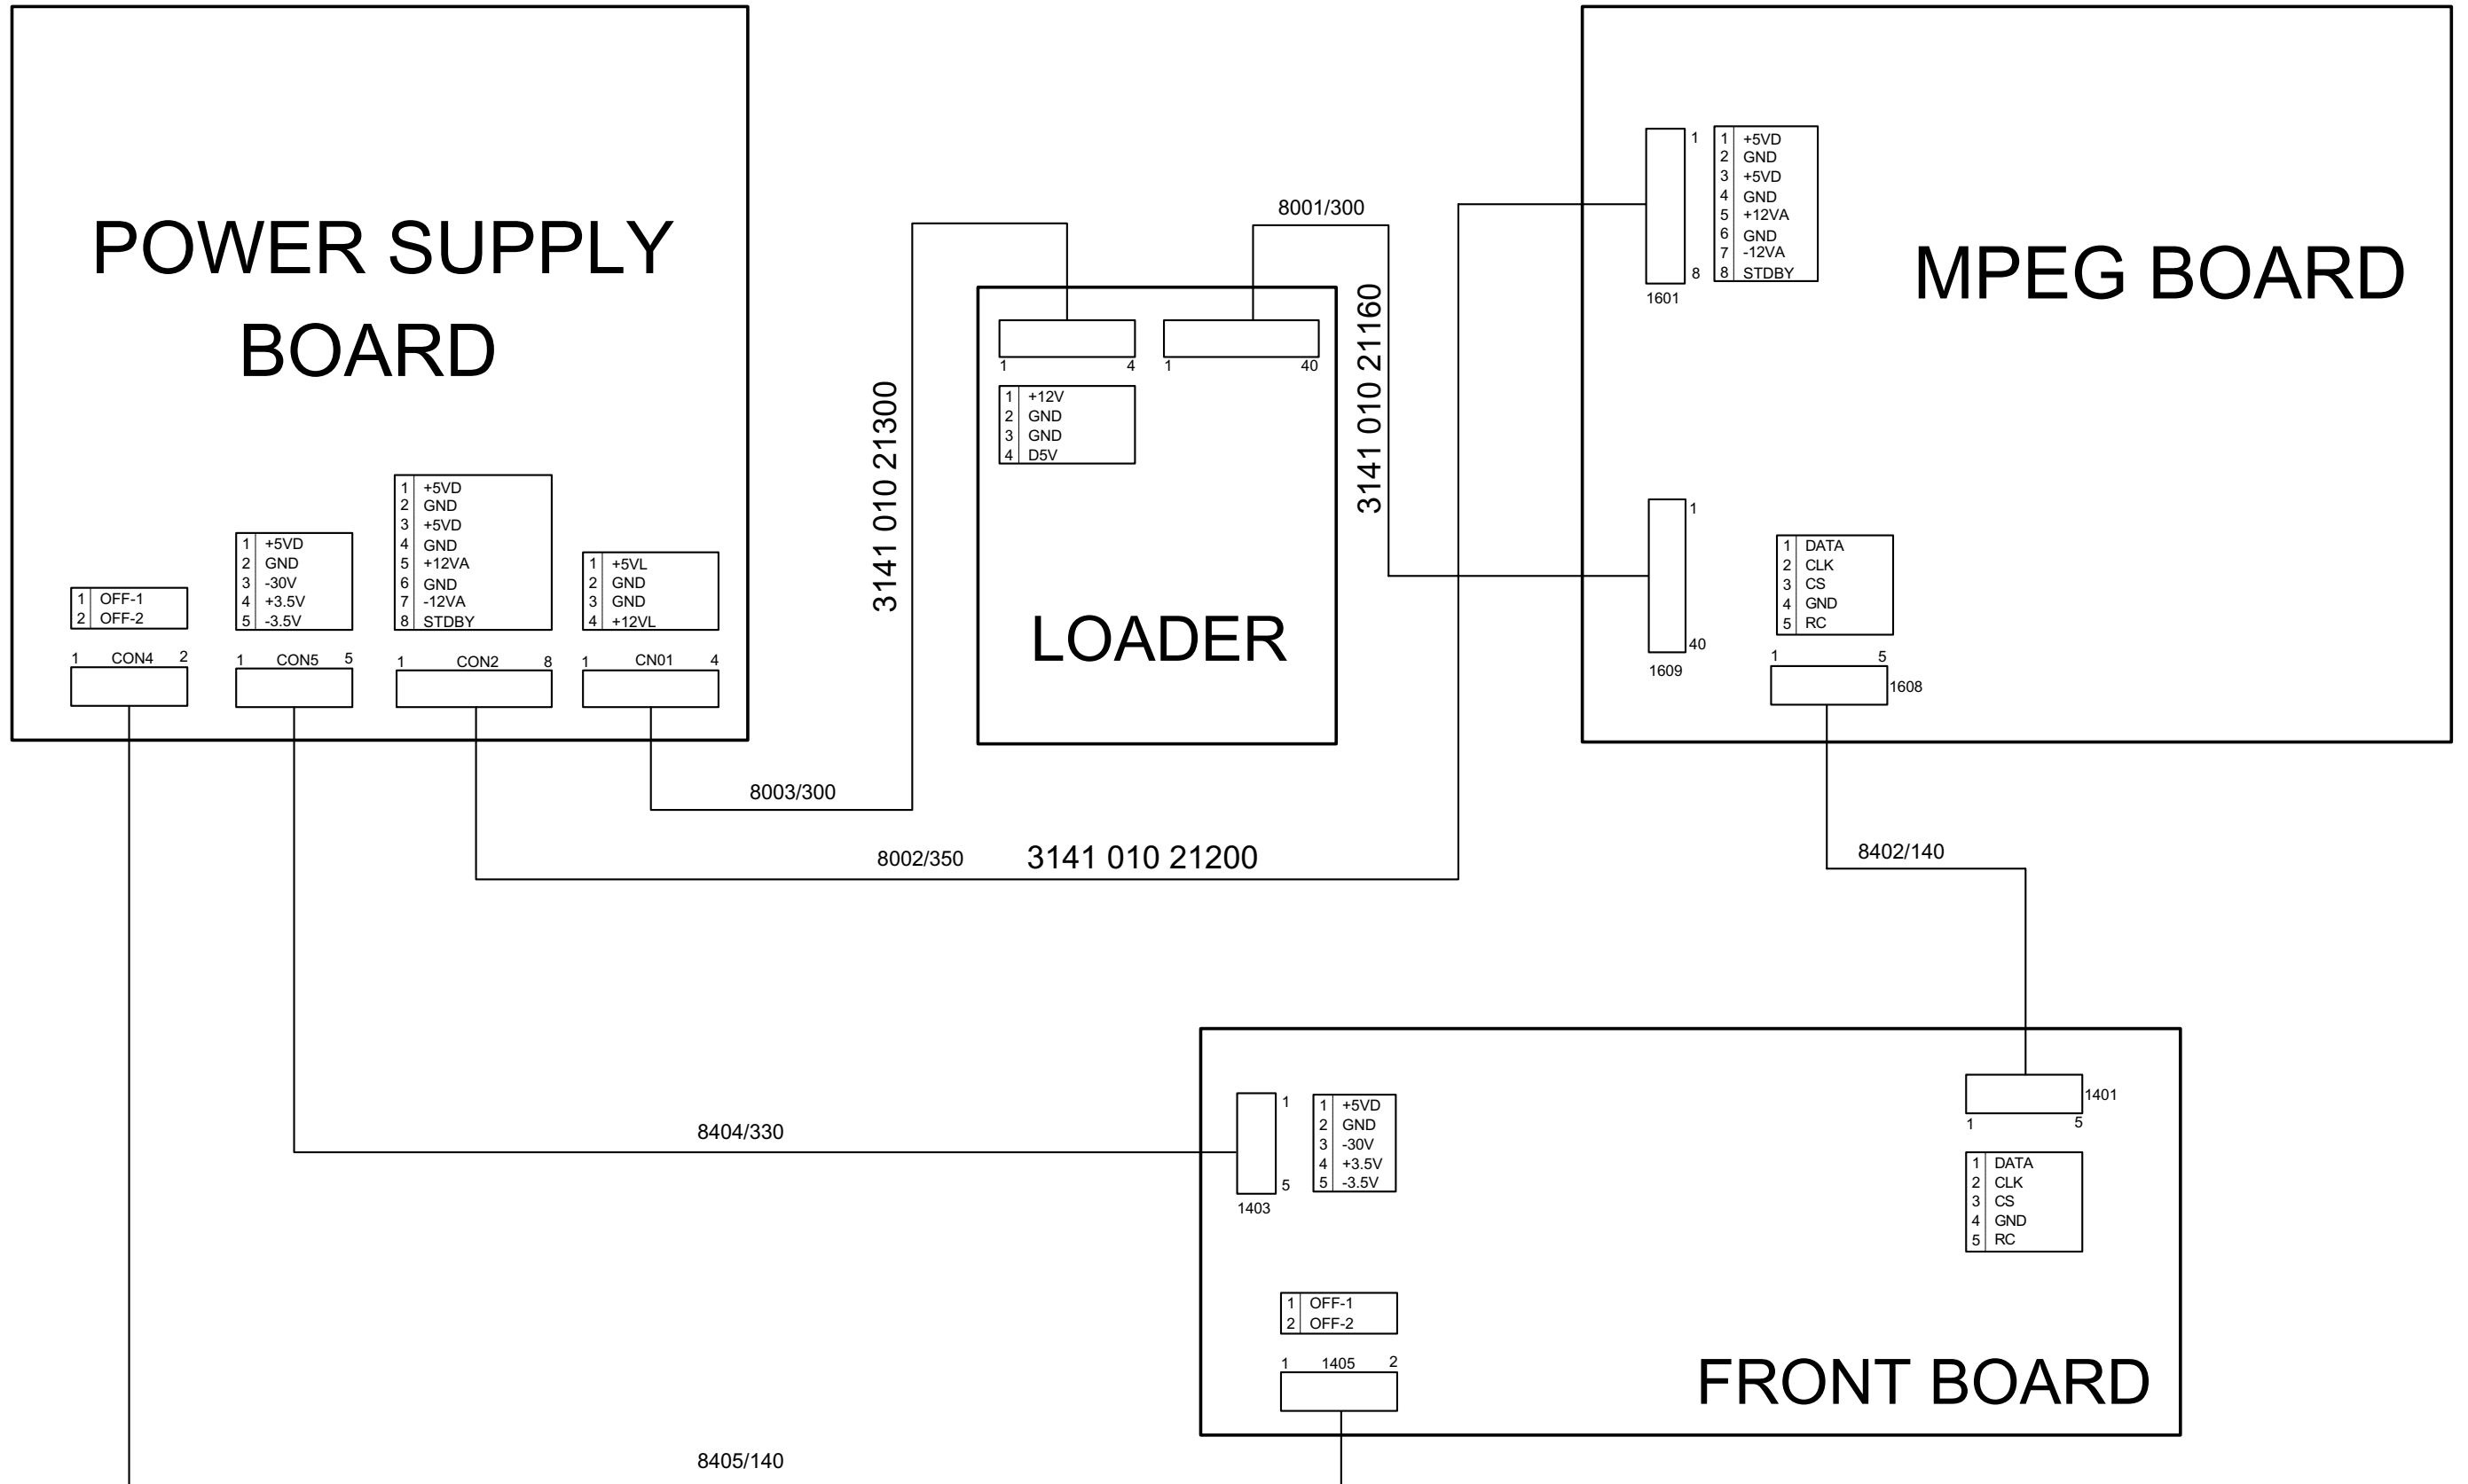 POWER SUPPLY
BOARD
1 OFF-1
2 OFF-2
1 CON4 2
1 +5VD
2 GND
3 -30V
4 +3.5V
5 -3.5V
1 CON5 5
1 +5VD
2 GND
3 +5VD
4 GND
5 +12VA
6 GND
7 -12VA
8 STDBY
1 CON2 8
1 +5VL
2 GND
3 GND
4 +12VL
1 CN01 4
3141 010 21300
8003/300
8002/350 3141 010 21200
8001/300
3141 010 21160
1 4
1 40
1 +12V
2 GND
3 GND
4 D5V
LOADER
MPEG BOARD
1
8
1601
1 +5VD
2 GND
3 +5VD
4 GND
5 +12VA
6 GND
7 -12VA
8 STDBY
1
40
1609
1 DATA
2 CLK
3 CS
4 GND
5 RC
1 5
1608
8402/140
8404/330
1
5
1403
1 +5VD
2 GND
3 -30V
4 +3.5V
5 -3.5V
1401
1 5
1 DATA
2 CLK
3 CS
4 GND
5 RC
1 OFF-1
2 OFF-2
1 1405 2
FRONT BOARD
8405/140